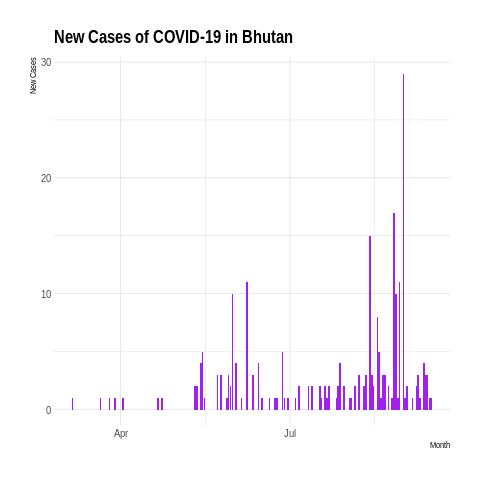 New Cases of COVID-19 in Bhutan
New Cases
30
20
10
0
Apr
Jul
Month